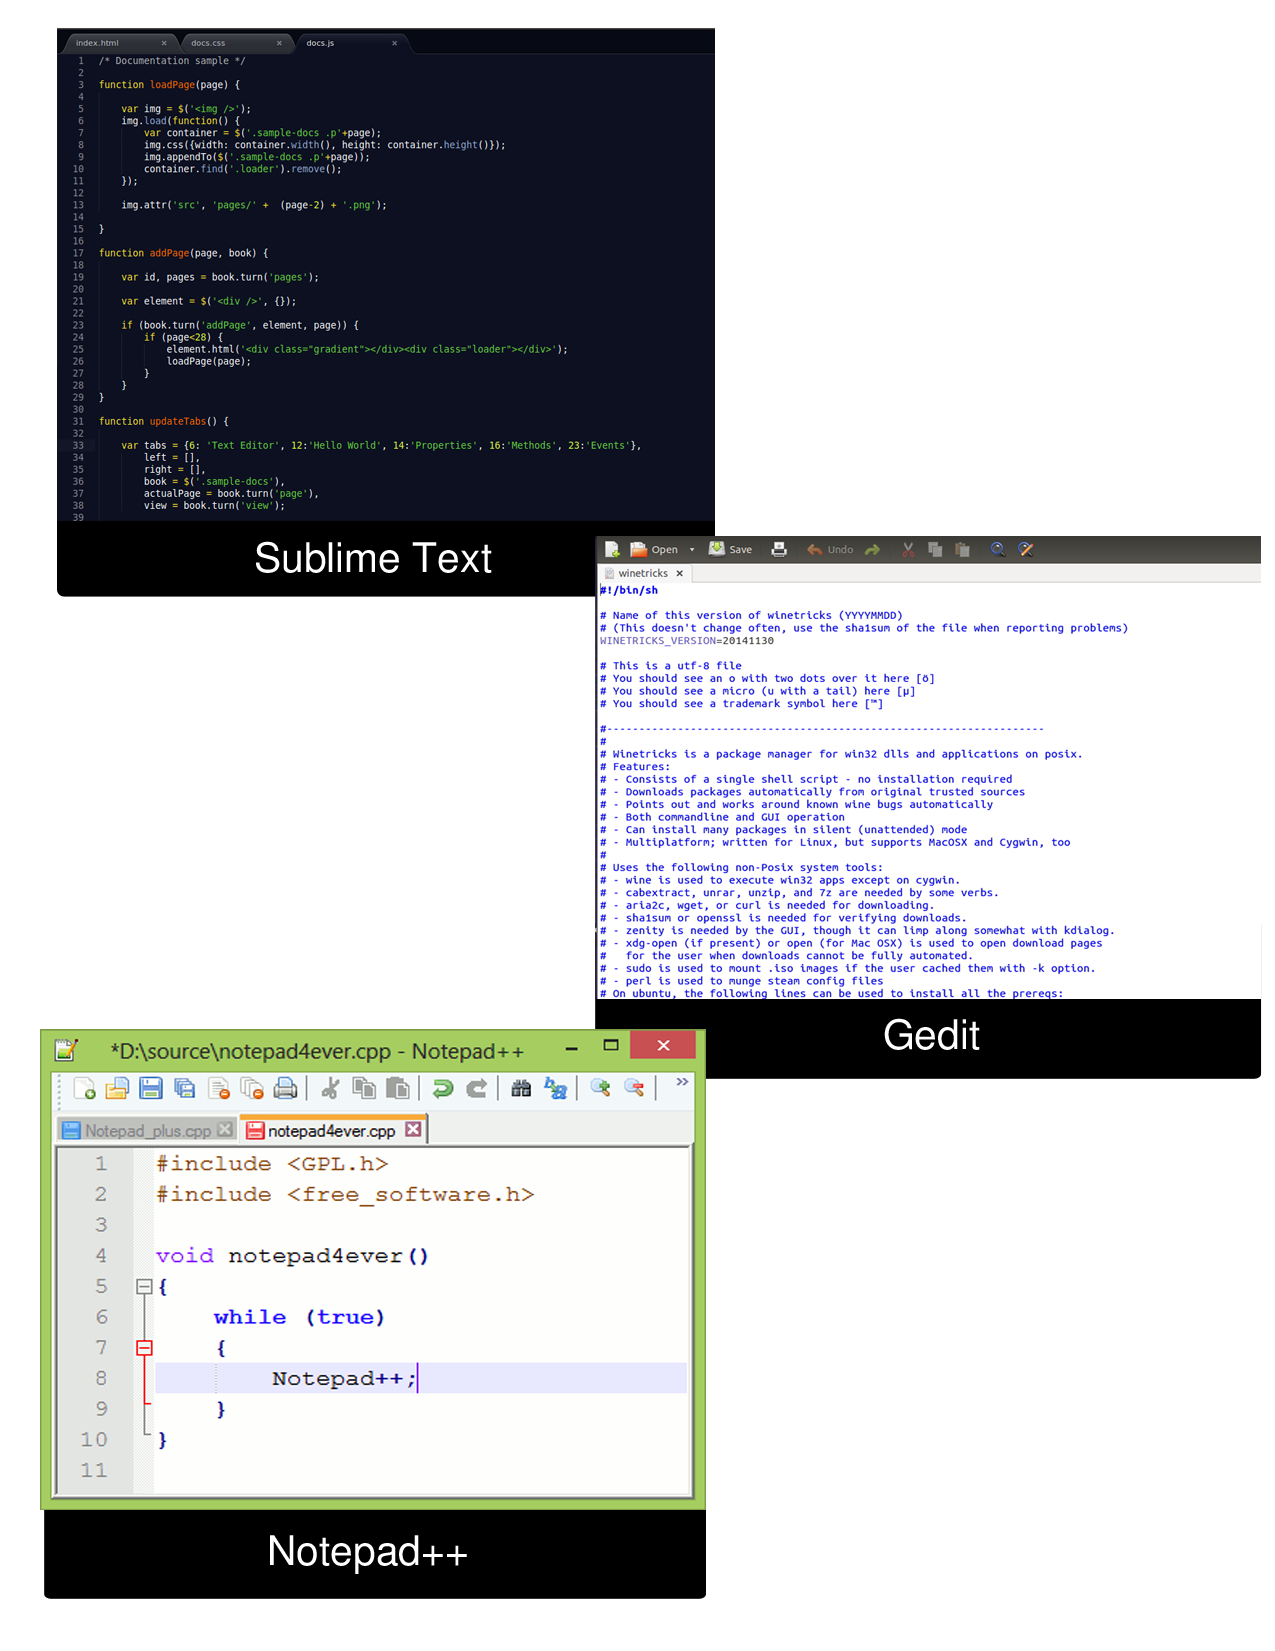 index.html × docs.css × docs.js ×
1 /* Documentation sample */
2
3 function loadPage(page) {
4
5 var img = $('<img />');
6 img.load(function() {
7 var container = $('.sample-docs .p'+page);
8 img.css({width: container.width(), height: container.height()});
9 img.appendTo($('.sample-docs .p'+page));
10 container.find('.loader').remove();
11 });
12
13 img.attr('src', 'pages/' + (page-2) + '.png');
14
15 }
16
17 function addPage(page, book) {
18
19 var id, pages = book.turn('pages');
20
21 var element = $('<div />', {});
22
23 if (book.turn('addPage', element, page)) {
24 if (page<28) {
25 element.html('<div class="gradient"></div><div class="loader"></div>');
26 loadPage(page);
27 }
28 }
29 }
30
31 function updateTabs() {
32
33 var tabs = {6: 'Text Editor', 12:'Hello World', 14:'Properties', 16:'Methods', 23:'Events'},
34 left = [],
35 right = [],
36 book = $('.sample-docs'),
37 actualPage = book.turn('page'),
38 view = book.turn('view');
39
Sublime Text
Open Save Undo
winetricks ×
#!/bin/sh
# Name of this version of winetricks (YYYYMMDD)
# (This doesn't change often, use the sha1sum of the file when reporting problems)
WINETRICKS_VERSION=20141130
# This is a utf-8 file
# You should see an o with two dots over it here [ö]
# You should see a micro (u with a tail) here [µ]
# You should see a trademark symbol here [™]
#--------------------------------------------------------------------
#
# Winetricks is a package manager for win32 dlls and applications on posix.
# Features:
# - Consists of a single shell script - no installation required
# - Downloads packages automatically from original trusted sources
# - Points out and works around known wine bugs automatically
# - Both commandline and GUI operation
# - Can install many packages in silent (unattended) mode
# - Multiplatform; written for Linux, but supports MacOSX and Cygwin, too
#
# Uses the following non-Posix system tools:
# - wine is used to execute win32 apps except on cygwin.
# - cabextract, unrar, unzip, and 7z are needed by some verbs.
# - aria2c, wget, or curl is needed for downloading.
# - sha1sum or openssl is needed for verifying downloads.
# - zenity is needed by the GUI, though it can limp along somewhat with kdialog.
# - xdg-open (if present) or open (for Mac OSX) is used to open download pages
# for the user when downloads cannot be fully automated.
# - sudo is used to mount .iso images if the user cached them with -k option.
# - perl is used to munge steam config files
# On ubuntu, the following lines can be used to install all the prereqs:
Gedit
*D:\source\notepad4ever.cpp - Notepad++
Notepad_plus.cpp notepad4ever.cpp
1 #include <GPL.h>
2 #include <free_software.h>
3
4 void notepad4ever()
5 {
6 while (true)
7 {
8 Notepad++;
9 }
10 }
11
Notepad++